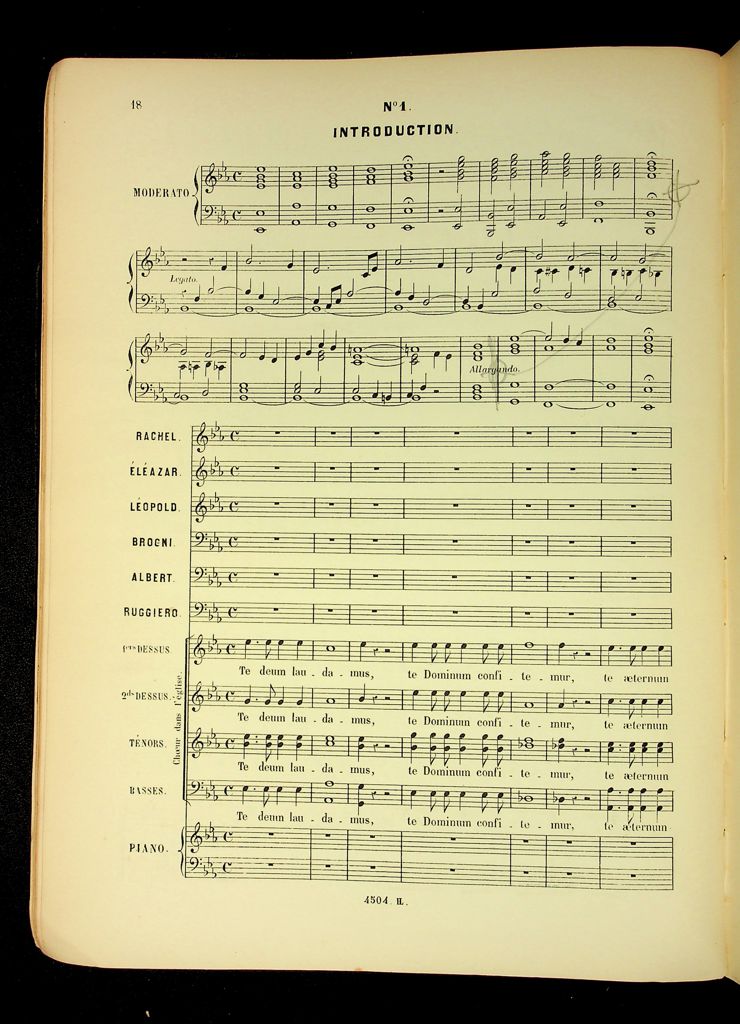 18
Nº 1.
INTRODUCTION.
MODERATO.
Legato.
Allargando.
RACHEL.
ÉLÉAZAR.
LÉOPOLD.
BROGNI.
ALBERT.
RUGGIERO.
Chœur dans l'église.
1ers DESSUS.
Te deum lau - da - mus, te Dominum confi - te - mur, te æternum
2ds DESSUS.
Te deum lau - da - mus, te Dominum confi - te - mur, te æternum
TÉNORS.
Te deum lau - da - mus, te Dominum confi - te - mur, te æternum
BASSES.
Te deum lau - da - mus, te Dominum confi - te - mur, te æternum
PIANO.
4504. H.